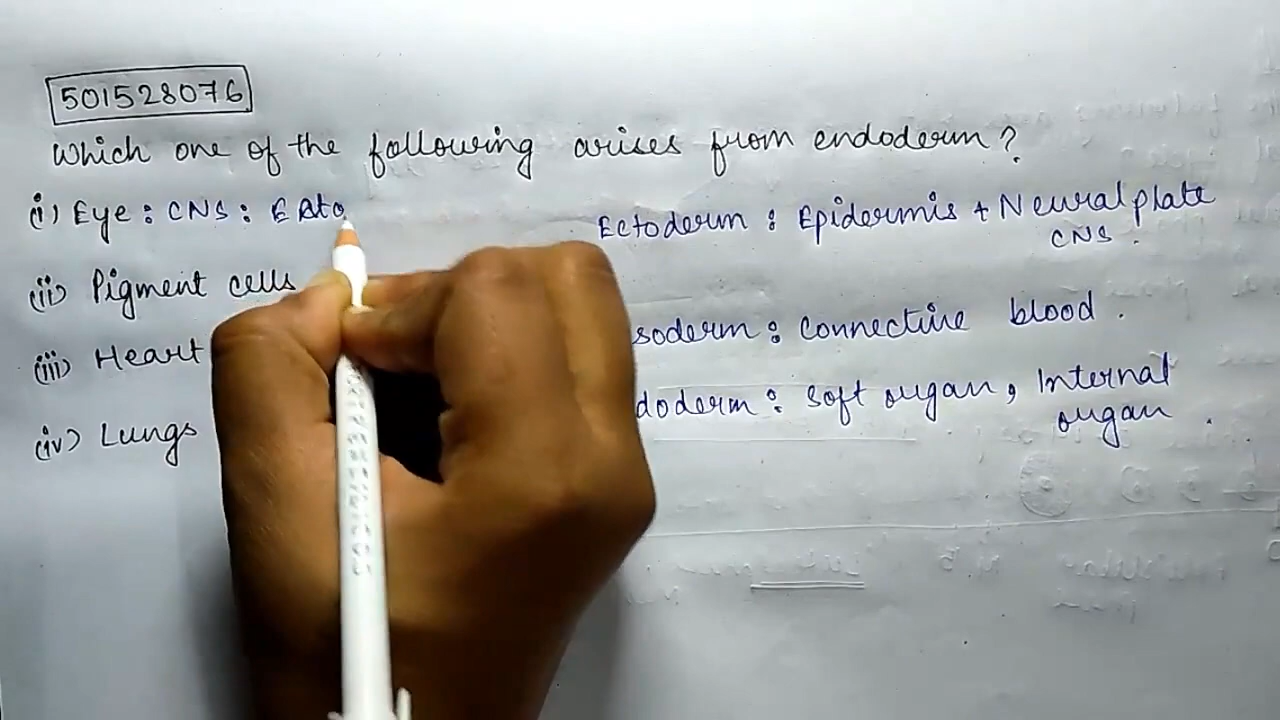 501528076
Which one of the following arises from endoderm?
(i) Eye : CNS : Ecto
Ectoderm : Epidermis + Neural plate
CNS.
(ii) Pigment cells
soderm : Connective blood.
(iii) Heart
doderm : Soft organ, Internal
organ.
(iv) Lungs